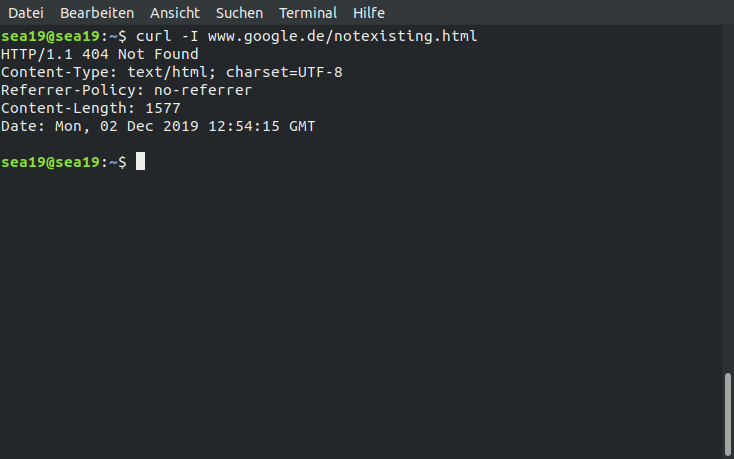 Datei Bearbeiten Ansicht Suchen Terminal Hilfe
sea19@sea19:~$ curl -I www.google.de/notexisting.html
HTTP/1.1 404 Not Found
Content-Type: text/html; charset=UTF-8
Referrer-Policy: no-referrer
Content-Length: 1577
Date: Mon, 02 Dec 2019 12:54:15 GMT
sea19@sea19:~$